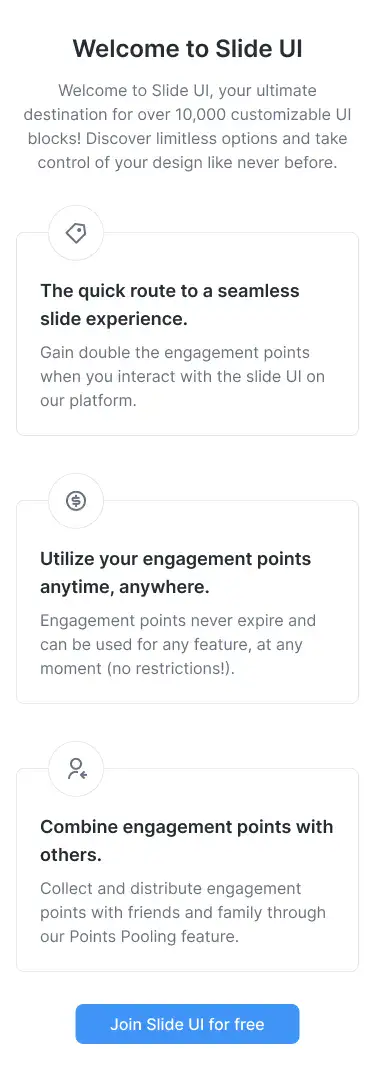 Welcome to Slide UI
Welcome to Slide UI, your ultimate
destination for over 10,000 customizable UI
blocks! Discover limitless options and take
control of your design like never before.
The quick route to a seamless
slide experience.
Gain double the engagement points
when you interact with the slide UI on
our platform.
Utilize your engagement points
anytime, anywhere.
Engagement points never expire and
can be used for any feature, at any
moment (no restrictions!).
Combine engagement points with
others.
Collect and distribute engagement
points with friends and family through
our Points Pooling feature.
Join Slide UI for free